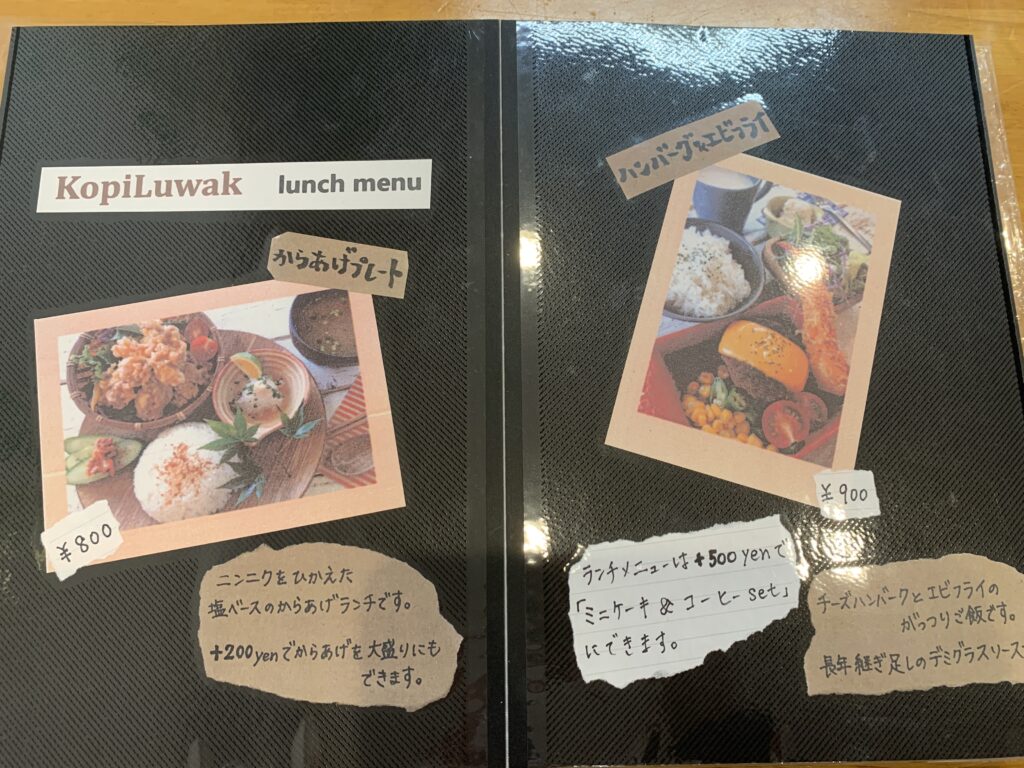 KopiLuwak lunch menu
からあげプレート
¥800
ニンニクをひかえた
塩ベースのからあげランチです。
+200yenでからあげを大盛りにも
できます。
ハンバーグ&エビフライ
¥900
ランチメニューは+500yenで
「ミニケーキ&コーヒーset」
にできます。
チーズハンバークとエビフライの
がっつりご飯です。
長年継ぎ足しのデミグラスソース